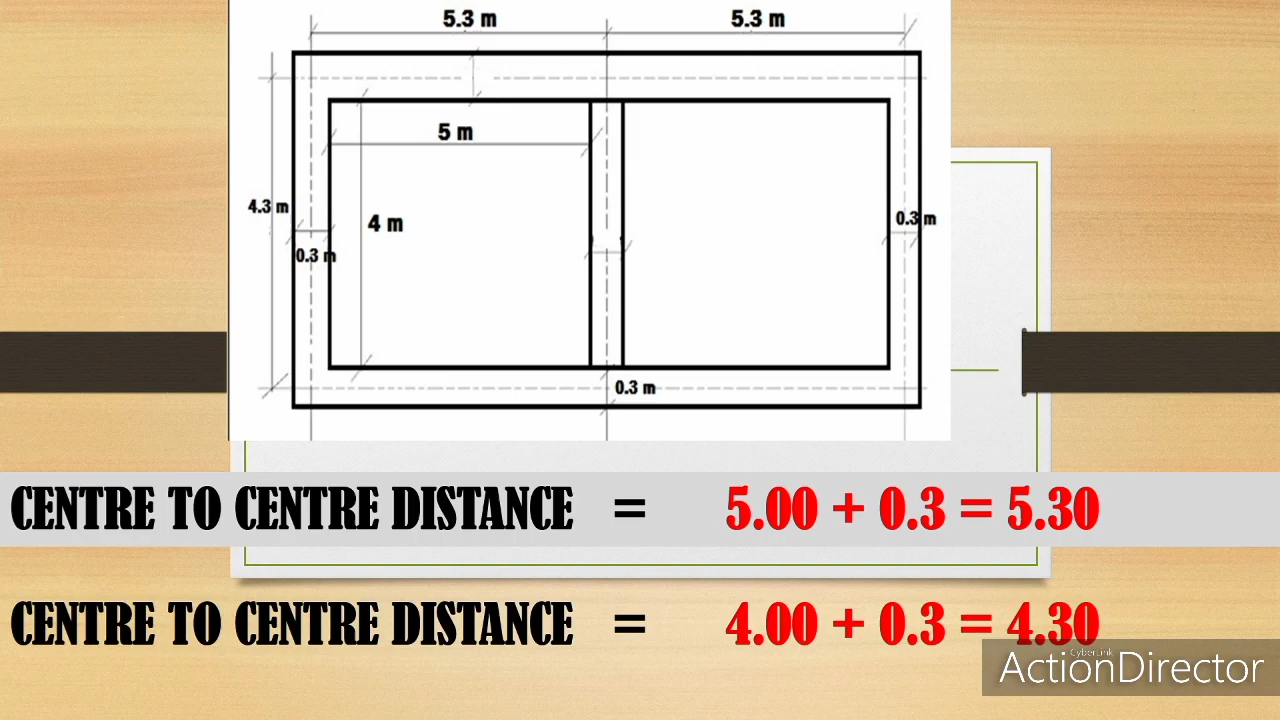 5.3 m 5.3 m
5 m
4.3 m
4 m
0.3 m
0.3 m
0.3 m
CENTRE TO CENTRE DISTANCE = 5.00 + 0.3 = 5.30
CENTRE TO CENTRE DISTANCE = 4.00 + 0.3 = 4.30
CyberLink
ActionDirector